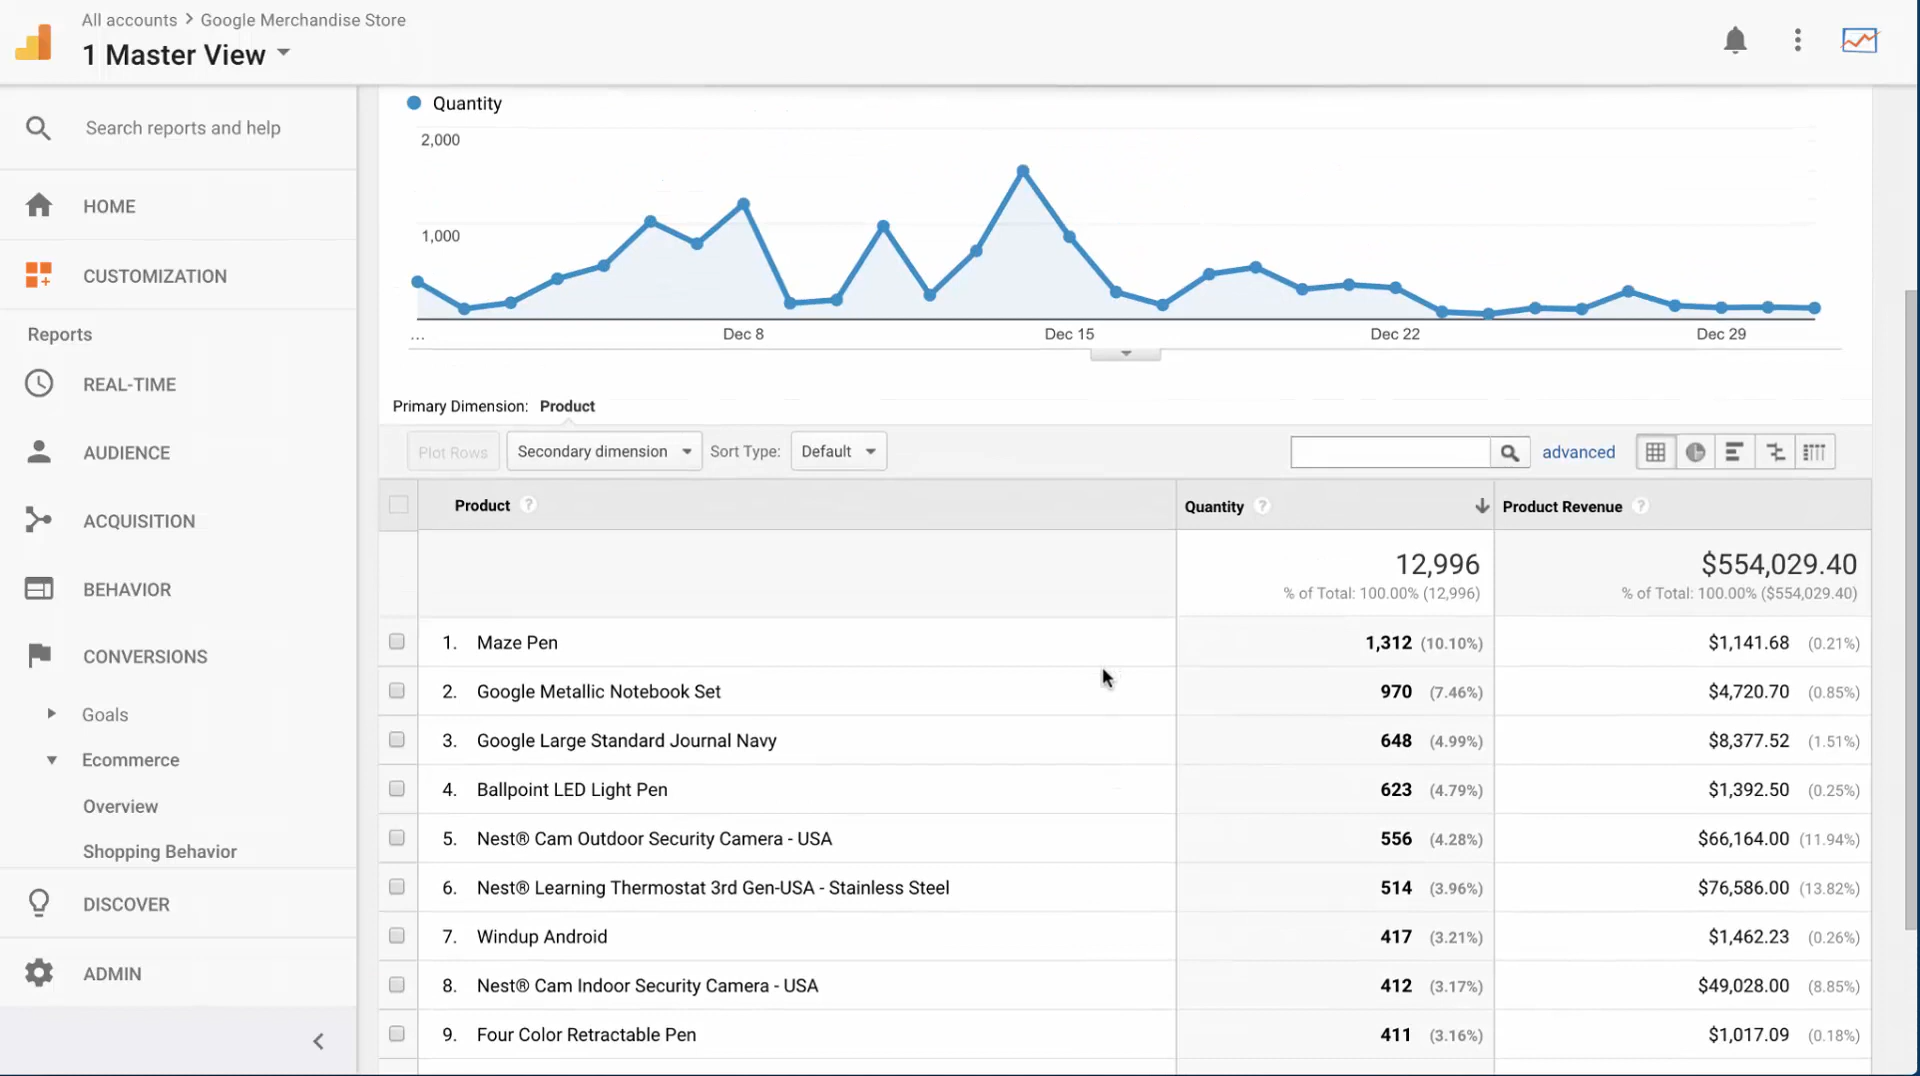 All accounts > Google Merchandise Store
1 Master View
Search reports and help
HOME
CUSTOMIZATION
Reports
REAL-TIME
AUDIENCE
ACQUISITION
BEHAVIOR
CONVERSIONS
Goals
Ecommerce
Overview
Shopping Behavior
DISCOVER
ADMIN
Quantity
2,000
1,000
... Dec 8 Dec 15 Dec 22 Dec 29
Primary Dimension: Product
Plot Rows Secondary dimension Sort Type: Default advanced
Product ? Quantity ? Product Revenue ?
12,996 $554,029.40
% of Total: 100.00% (12,996) % of Total: 100.00% ($554,029.40)
1. Maze Pen 1,312 (10.10%) $1,141.68 (0.21%)
2. Google Metallic Notebook Set 970 (7.46%) $4,720.70 (0.85%)
3. Google Large Standard Journal Navy 648 (4.99%) $8,377.52 (1.51%)
4. Ballpoint LED Light Pen 623 (4.79%) $1,392.50 (0.25%)
5. Nest® Cam Outdoor Security Camera - USA 556 (4.28%) $66,164.00 (11.94%)
6. Nest® Learning Thermostat 3rd Gen-USA - Stainless Steel 514 (3.96%) $76,586.00 (13.82%)
7. Windup Android 417 (3.21%) $1,462.23 (0.26%)
8. Nest® Cam Indoor Security Camera - USA 412 (3.17%) $49,028.00 (8.85%)
9. Four Color Retractable Pen 411 (3.16%) $1,017.09 (0.18%)